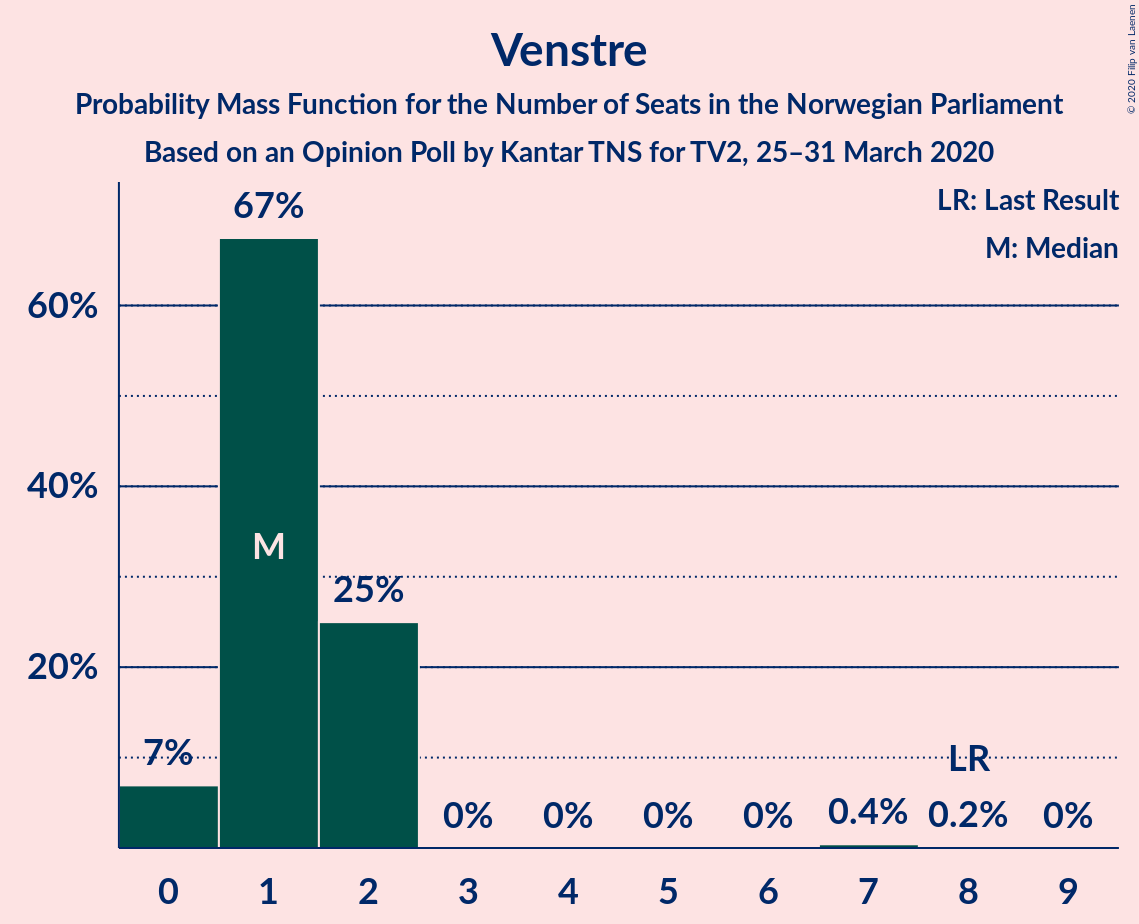 Venstre
Probability Mass Function for the Number of Seats in the Norwegian Parliament
Based on an Opinion Poll by Kantar TNS for TV2, 25–31 March 2020
© 2020 Filip van Laenen
LR: Last Result
M: Median
67%
60%
40%
M
25%
20%
7%
LR
0%
0%
0%
0%
0.4%
0.2%
0%
0 1 2 3 4 5 6 7 8 9